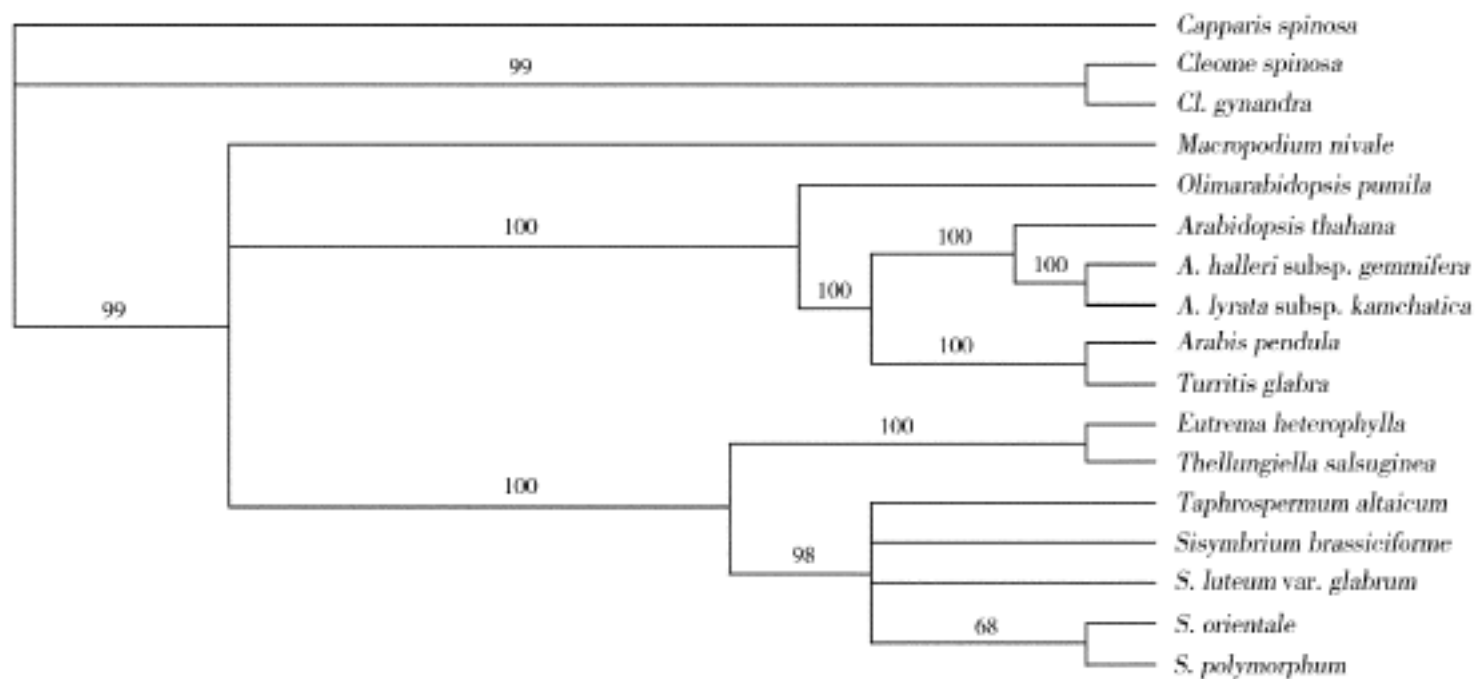 Capparis spinosa
99
Cleome spinosa
Cl. gynandra
Macropodium nivale
Olimarabidopsis pumila
100
Arabidopsis thahana
100
A. halleri subsp. gemmifera
100
A. lyrata subsp. kamchatica
100
99
Arabis pendula
100
Turritis glabra
Eutrema heterophylla
100
Thellungiella salsuginea
100
Taphrospermum altaicum
Sisymbrium brassiciforme
98
S. luteum var. glabrum
S. orientale
68
S. polymorphum